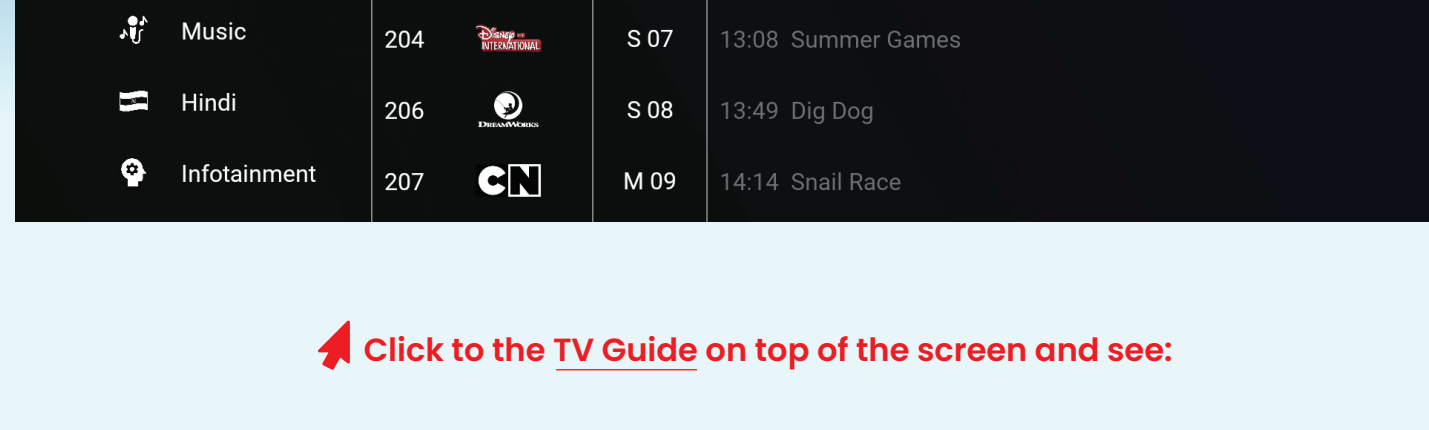 Music
204
Disney
INTERNATIONAL
S 07
13:08 Summer Games
Hindi
206
DREAMWORKS
S 08
13:49 Dig Dog
Infotainment
207
CN
M 09
14:14 Snail Race
Click to the TV Guide on top of the screen and see: